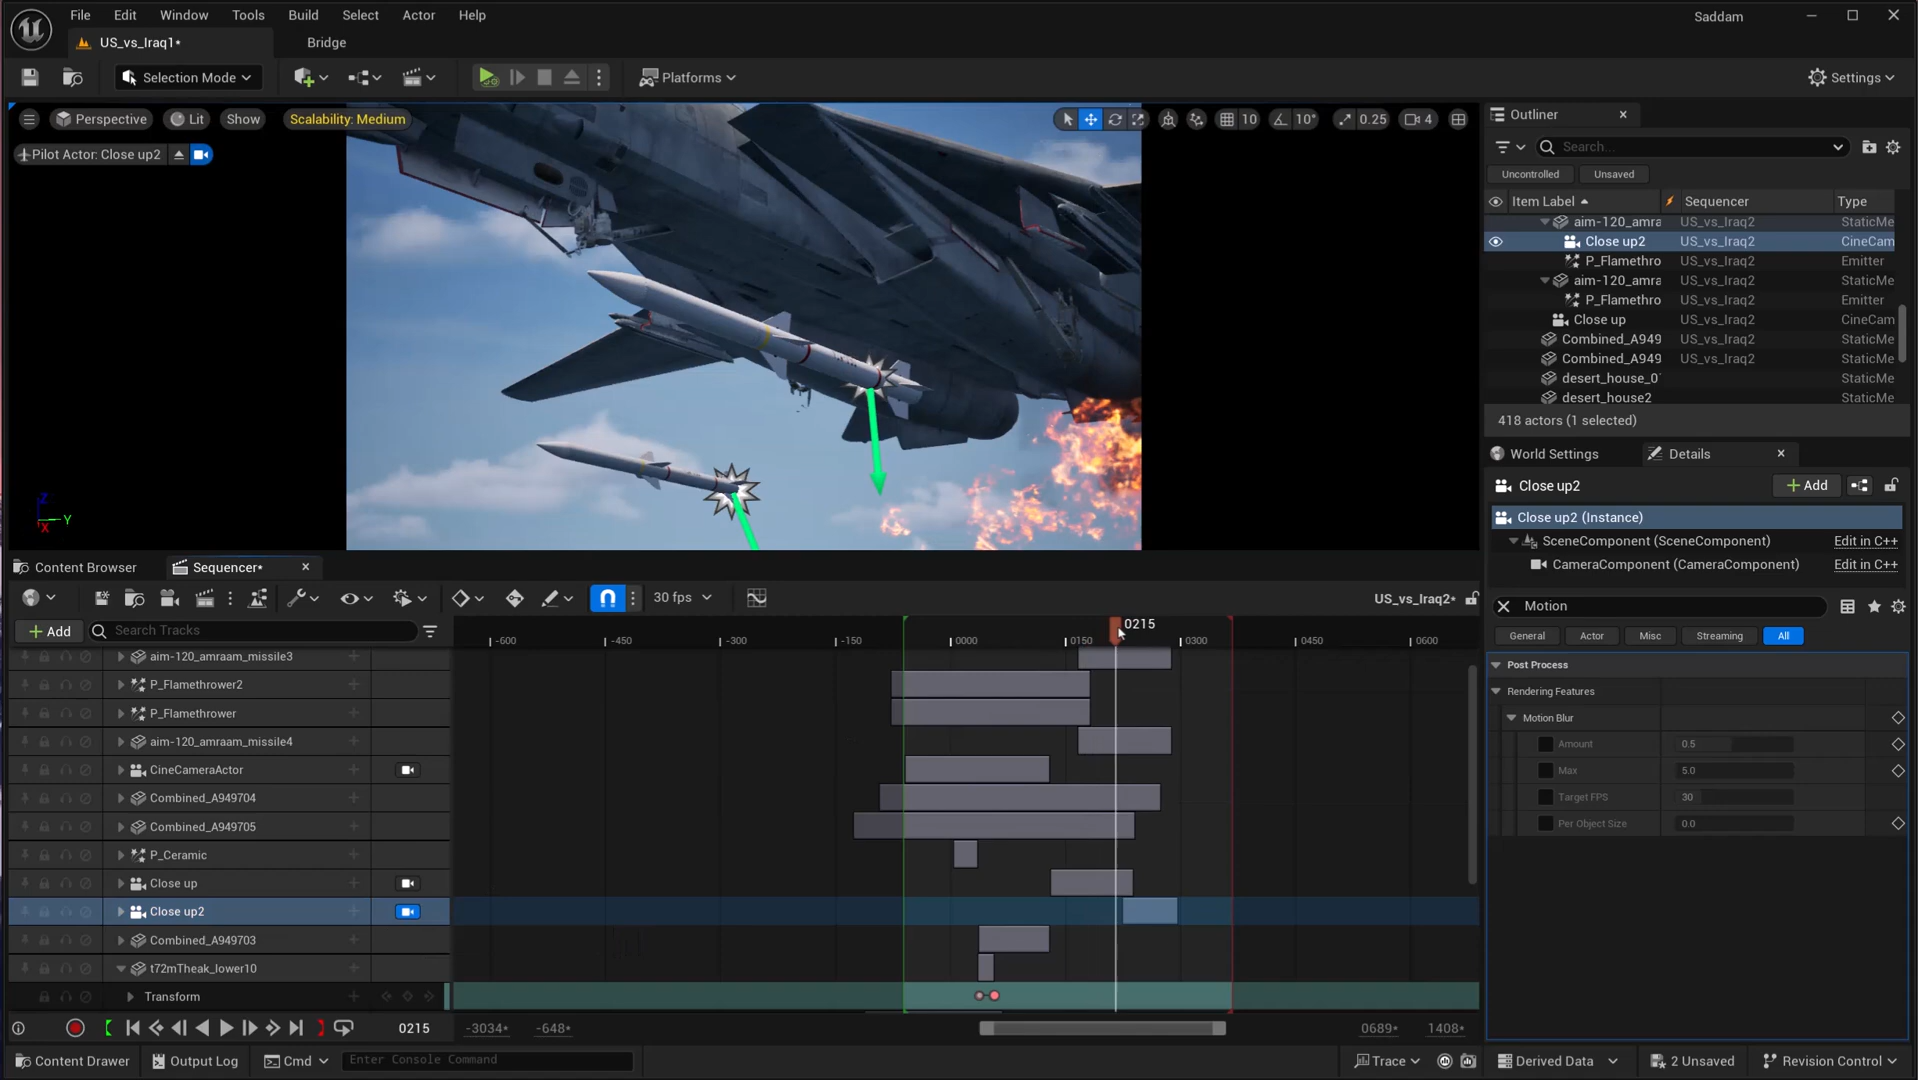 File Edit Window Tools Build Select Actor Help Saddam
US_vs_Iraq1* Bridge
Selection Mode Platforms Settings
Perspective Lit Show Scalability: Medium 10 10° 0.25 4
Pilot Actor: Close up2
Z Y X
Outliner
Search...
Uncontrolled Unsaved
Item Label Sequencer Type
aim-120_amra US_vs_Iraq2 StaticMe
Close up2 US_vs_Iraq2 CineCam
P_Flamethro US_vs_Iraq2 Emitter
aim-120_amra US_vs_Iraq2 StaticMe
P_Flamethro US_vs_Iraq2 Emitter
Close up US_vs_Iraq2 CineCam
Combined_A949 US_vs_Iraq2 StaticMe
Combined_A949 US_vs_Iraq2 StaticMe
desert_house_0 StaticMe
desert_house2 StaticMe
418 actors (1 selected)
World Settings Details
Close up2 + Add
Close up2 (Instance)
SceneComponent (SceneComponent) Edit in C++
CameraComponent (CameraComponent) Edit in C++
Motion
General Actor Misc Streaming All
Post Process
Rendering Features
Motion Blur
Amount 0.5
Max 5.0
Target FPS 30
Per Object Size 0.0
Content Browser Sequencer*
30 fps US_vs_Iraq2*
+ Add Search Tracks 0215
-600 -450 -300 -150 0000 0150 0300 0450 0600
aim-120_amraam_missile3
P_Flamethrower2
P_Flamethrower
aim-120_amraam_missile4
CineCameraActor
Combined_A949704
Combined_A949705
P_Ceramic
Close up
Close up2
Combined_A949703
t72mTheak_lower10
Transform
0215 -3034* -648* 0689* 1408*
Content Drawer Output Log Cmd Enter Console Command Trace Derived Data 2 Unsaved Revision Control